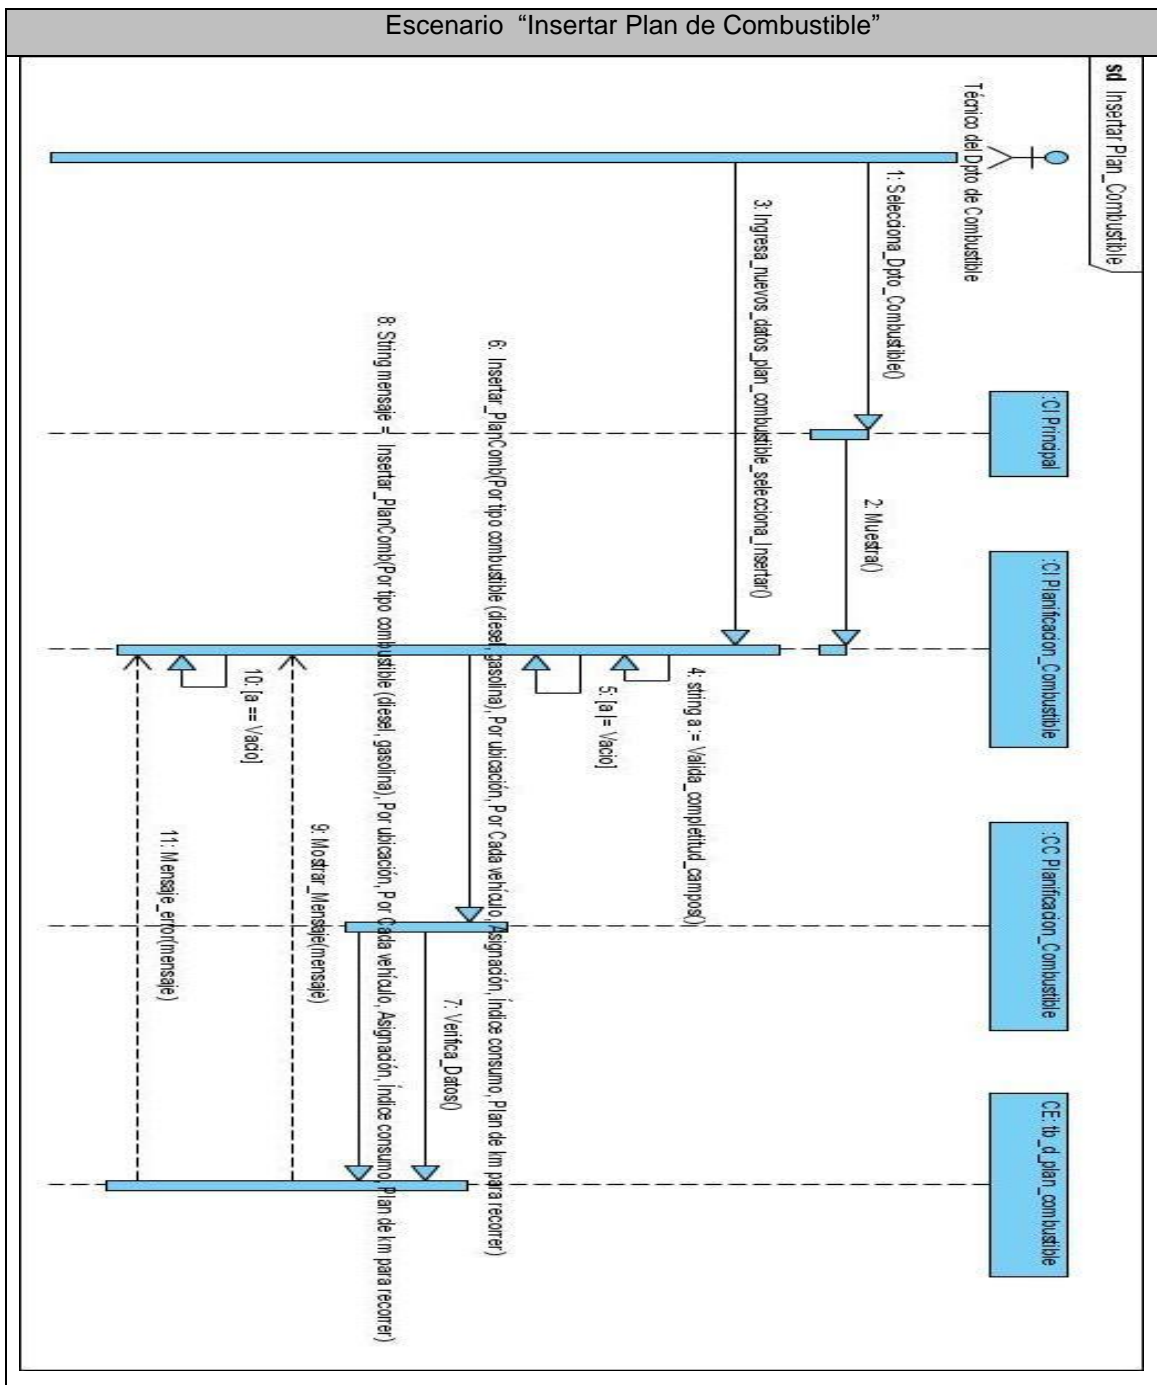 Escenario “Insertar Plan de Combustible”
sd Insertar Plan_Combustible
Técnico del Dpto de Combustible
:CI Principal
:CI Planificacion_Combustible
:CC Planificacion_Combustible
CE: tb_d_plan_combustible
1: Selecciona_Dpto_Combustible()
2: Muestra()
3: Ingresa_nuevos_datos_plan_combustible_selecciona_Insertar()
4: string a := Valida_completitud_campos()
5: [a |= Vacio]
6: Insertar_PlanComb(Por tipo combustible (diesel, gasolina), Por ubicación, Por Cada vehículo, Asignación, Índice consumo, Plan de km para recorrer)
7: Verifica_Datos()
8: String mensaje = Insertar_PlanComb(Por tipo combustible (diesel, gasolina), Por ubicación, Por Cada vehículo, Asignación, Índice consumo, Plan de km para recorrer)
9: Mostrar_Mensaje(mensaje)
10: [a == Vacio]
11: Mensaje_error(mensaje)